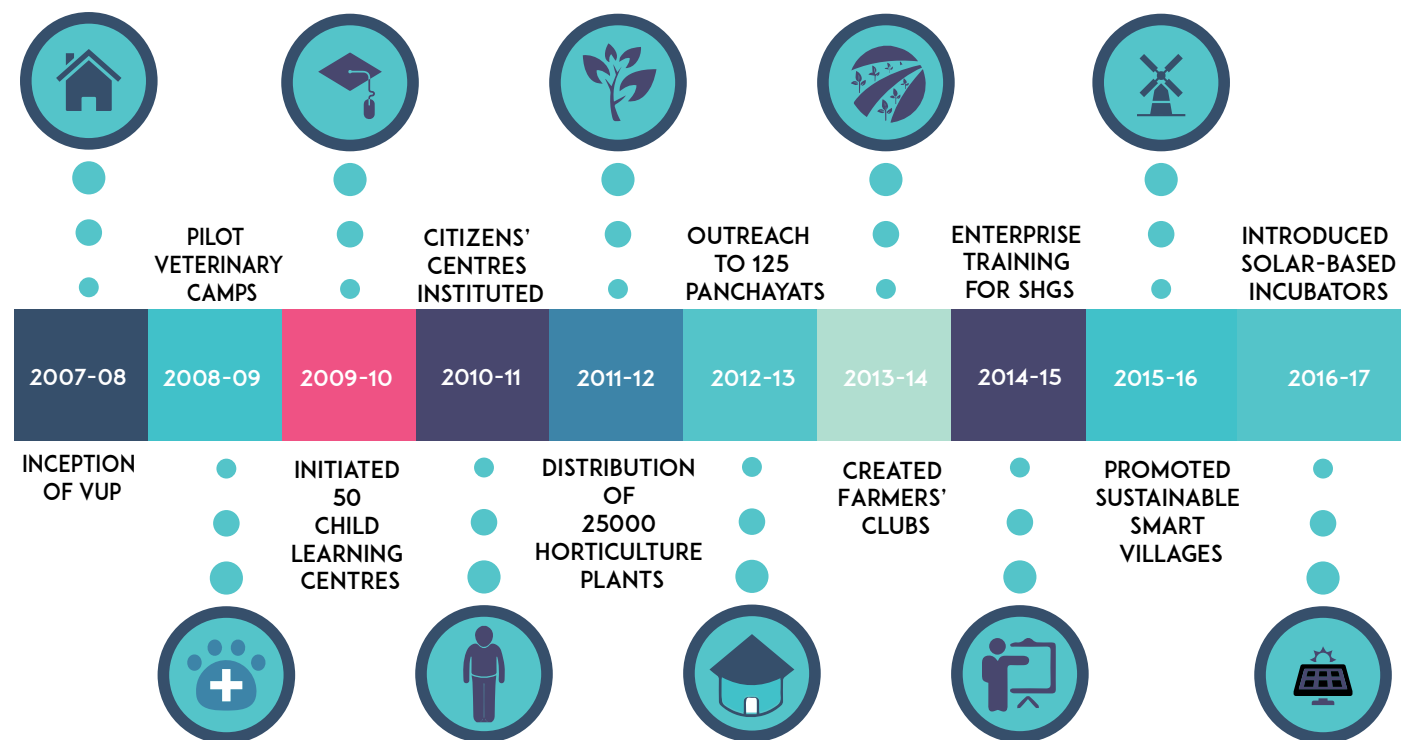 PILOT
VETERINARY
CAMPS
CITIZENS'
CENTRES
INSTITUTED
OUTREACH
TO 125
PANCHAYATS
ENTERPRISE
TRAINING
FOR SHGS
INTRODUCED
SOLAR-BASED
INCUBATORS
2007-08
2008-09
2009-10
2010-11
2011-12
2012-13
2013-14
2014-15
2015-16
2016-17
INCEPTION
OF VUP
INITIATED
50
CHILD
LEARNING
CENTRES
DISTRIBUTION
OF
25000
HORTICULTURE
PLANTS
CREATED
FARMERS'
CLUBS
PROMOTED
SUSTAINABLE
SMART
VILLAGES